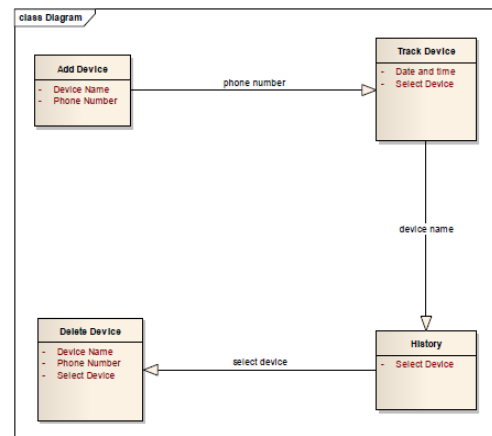 class Diagram
Add Device
- Device Name
- Phone Number
phone number
Track Device
- Date and time
- Select Device
device name
Delete Device
- Device Name
- Phone Number
- Select Device
select device
History
- Select Device